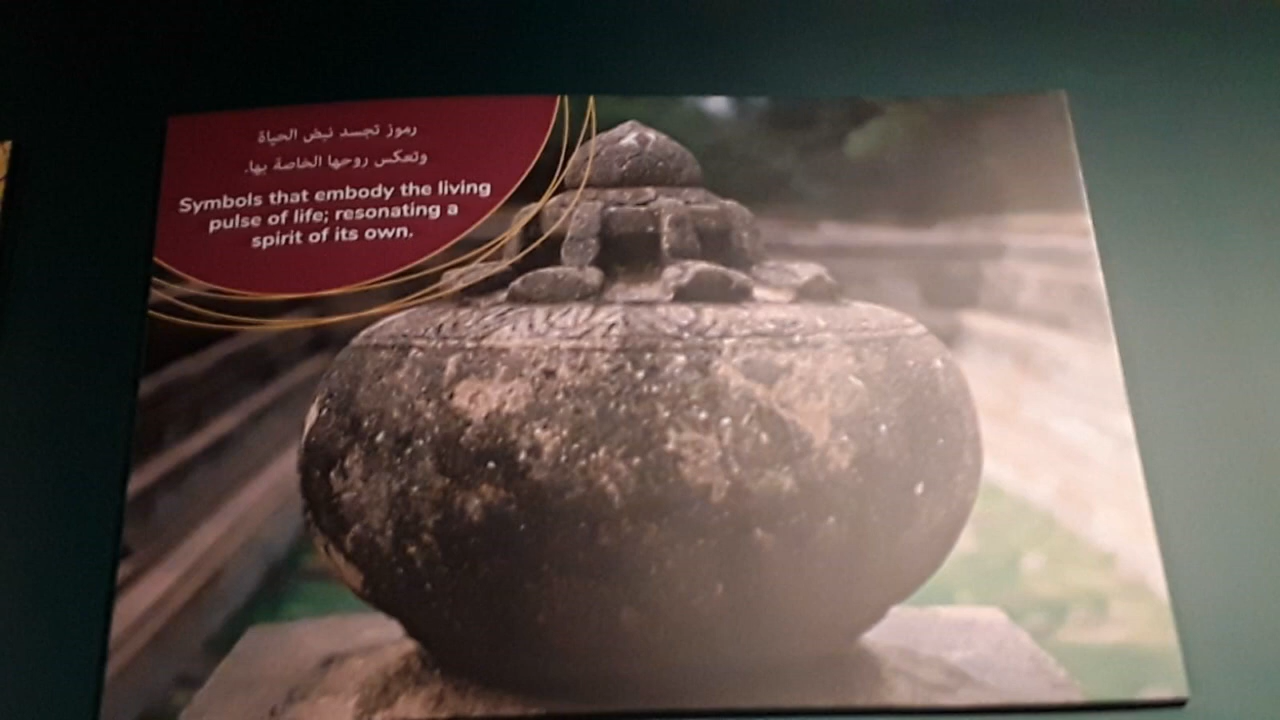 رموز تجسد نبض الحياة
وتعكس روحها الخاصة بها.
Symbols that embody the living
pulse of life; resonating a
spirit of its own.